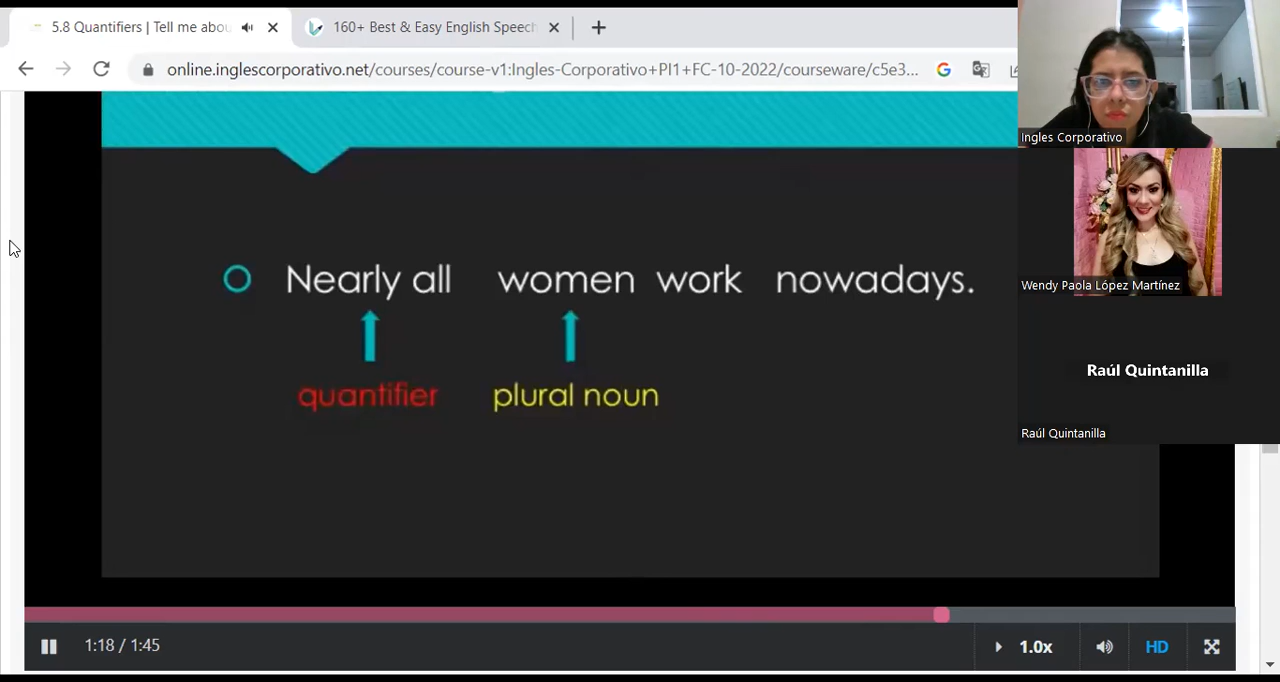 5.8 Quantifiers | Tell me abou
160+ Best & Easy English Speech
online.inglescorporativo.net/courses/course-v1:Ingles-Corporativo+PI1+FC-10-2022/courseware/c5e3...
Ingles Corporativo
Nearly all women work nowadays.
Wendy Paola López Martínez
quantifier plural noun
Raúl Quintanilla
Raúl Quintanilla
1:18 / 1:45
1.0x
HD